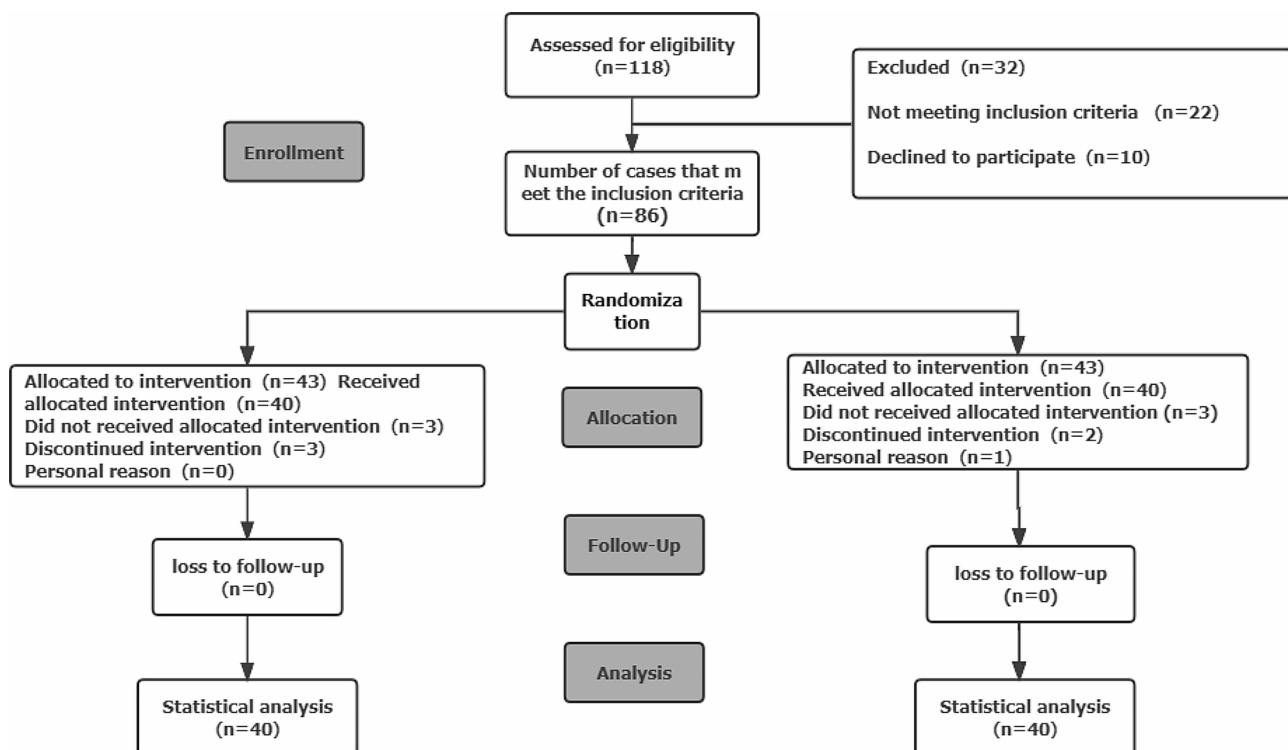 Assessed for eligibility
(n=118)
Excluded (n=32)
Not meeting inclusion criteria (n=22)
Declined to participate (n=10)
Enrollment
Number of cases that m
eet the inclusion criteria
(n=86)
Randomiza
tion
Allocated to intervention (n=43) Received
allocated intervention (n=40)
Did not received allocated intervention (n=3)
Discontinued intervention (n=3)
Personal reason (n=0)
Allocation
Allocated to intervention (n=43)
Received allocated intervention (n=40)
Did not received allocated intervention (n=3)
Discontinued intervention (n=2)
Personal reason (n=1)
Follow-Up
loss to follow-up
(n=0)
loss to follow-up
(n=0)
Analysis
Statistical analysis
(n=40)
Statistical analysis
(n=40)